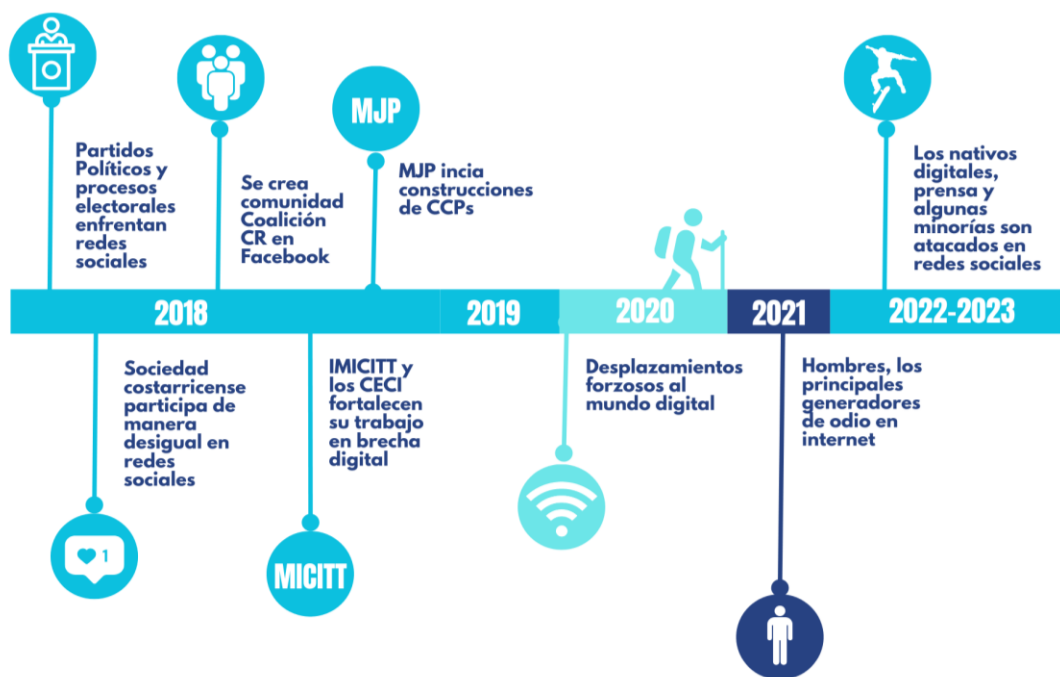 Partidos
Políticos y
procesos
electorales
enfrentan
redes
sociales
Se crea
comunidad
Coalición
CR en
Facebook
MJP
MJP incia
construcciones
de CCPs
Los nativos
digitales,
prensa y
algunas
minorías son
atacados en
redes sociales
2018
2019
2020
2021
2022-2023
Sociedad
costarricense
participa de
manera
desigual en
redes
sociales
1
IMICITT y
los CECI
fortalecen
su trabajo
en brecha
digital
MICITT
Desplazamientos
forzosos al
mundo digital
Hombres, los
principales
generadores
de odio en
internet